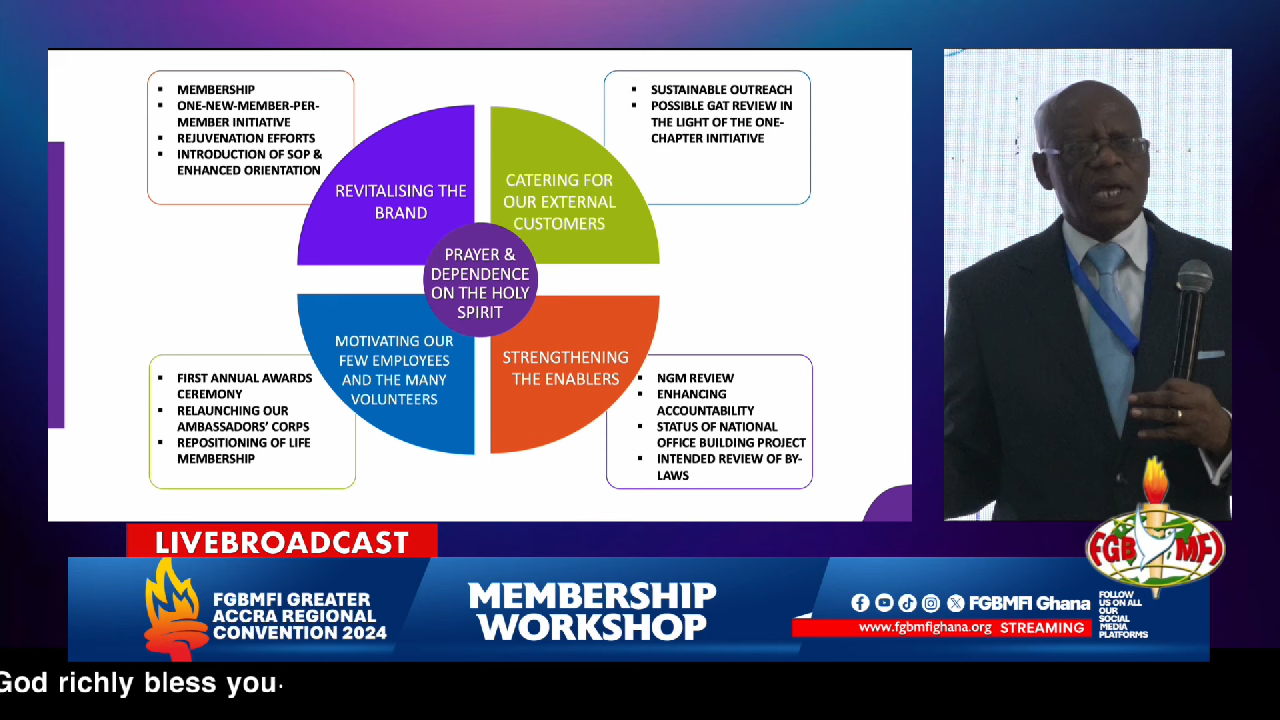 MEMBERSHIP
ONE-NEW-MEMBER-PER-
MEMBER INITIATIVE
REJUVENATION EFFORTS
INTRODUCTION OF SOP &
ENHANCED ORIENTATION
SUSTAINABLE OUTREACH
POSSIBLE GAT REVIEW IN
THE LIGHT OF THE ONE-
CHAPTER INITIATIVE
REVITALISING THE
BRAND
CATERING FOR
OUR EXTERNAL
CUSTOMERS
PRAYER &
DEPENDENCE
ON THE HOLY
SPIRIT
MOTIVATING OUR
FEW EMPLOYEES
AND THE MANY
VOLUNTEERS
STRENGTHENING
THE ENABLERS
FIRST ANNUAL AWARDS
CEREMONY
RELAUNCHING OUR
AMBASSADORS' CORPS
REPOSITIONING OF LIFE
MEMBERSHIP
NGM REVIEW
ENHANCING
ACCOUNTABILITY
STATUS OF NATIONAL
OFFICE BUILDING PROJECT
INTENDED REVIEW OF BY-
LAWS
LIVEBROADCAST
FGBMFI GREATER
ACCRA REGIONAL
CONVENTION 2024
MEMBERSHIP
WORKSHOP
FGBMFI Ghana
www.fgbmfighana.org STREAMING
FOLLOW
US ON ALL
OUR
SOCIAL
MEDIA
PLATFORMS
FGB MFI
God richly bless you